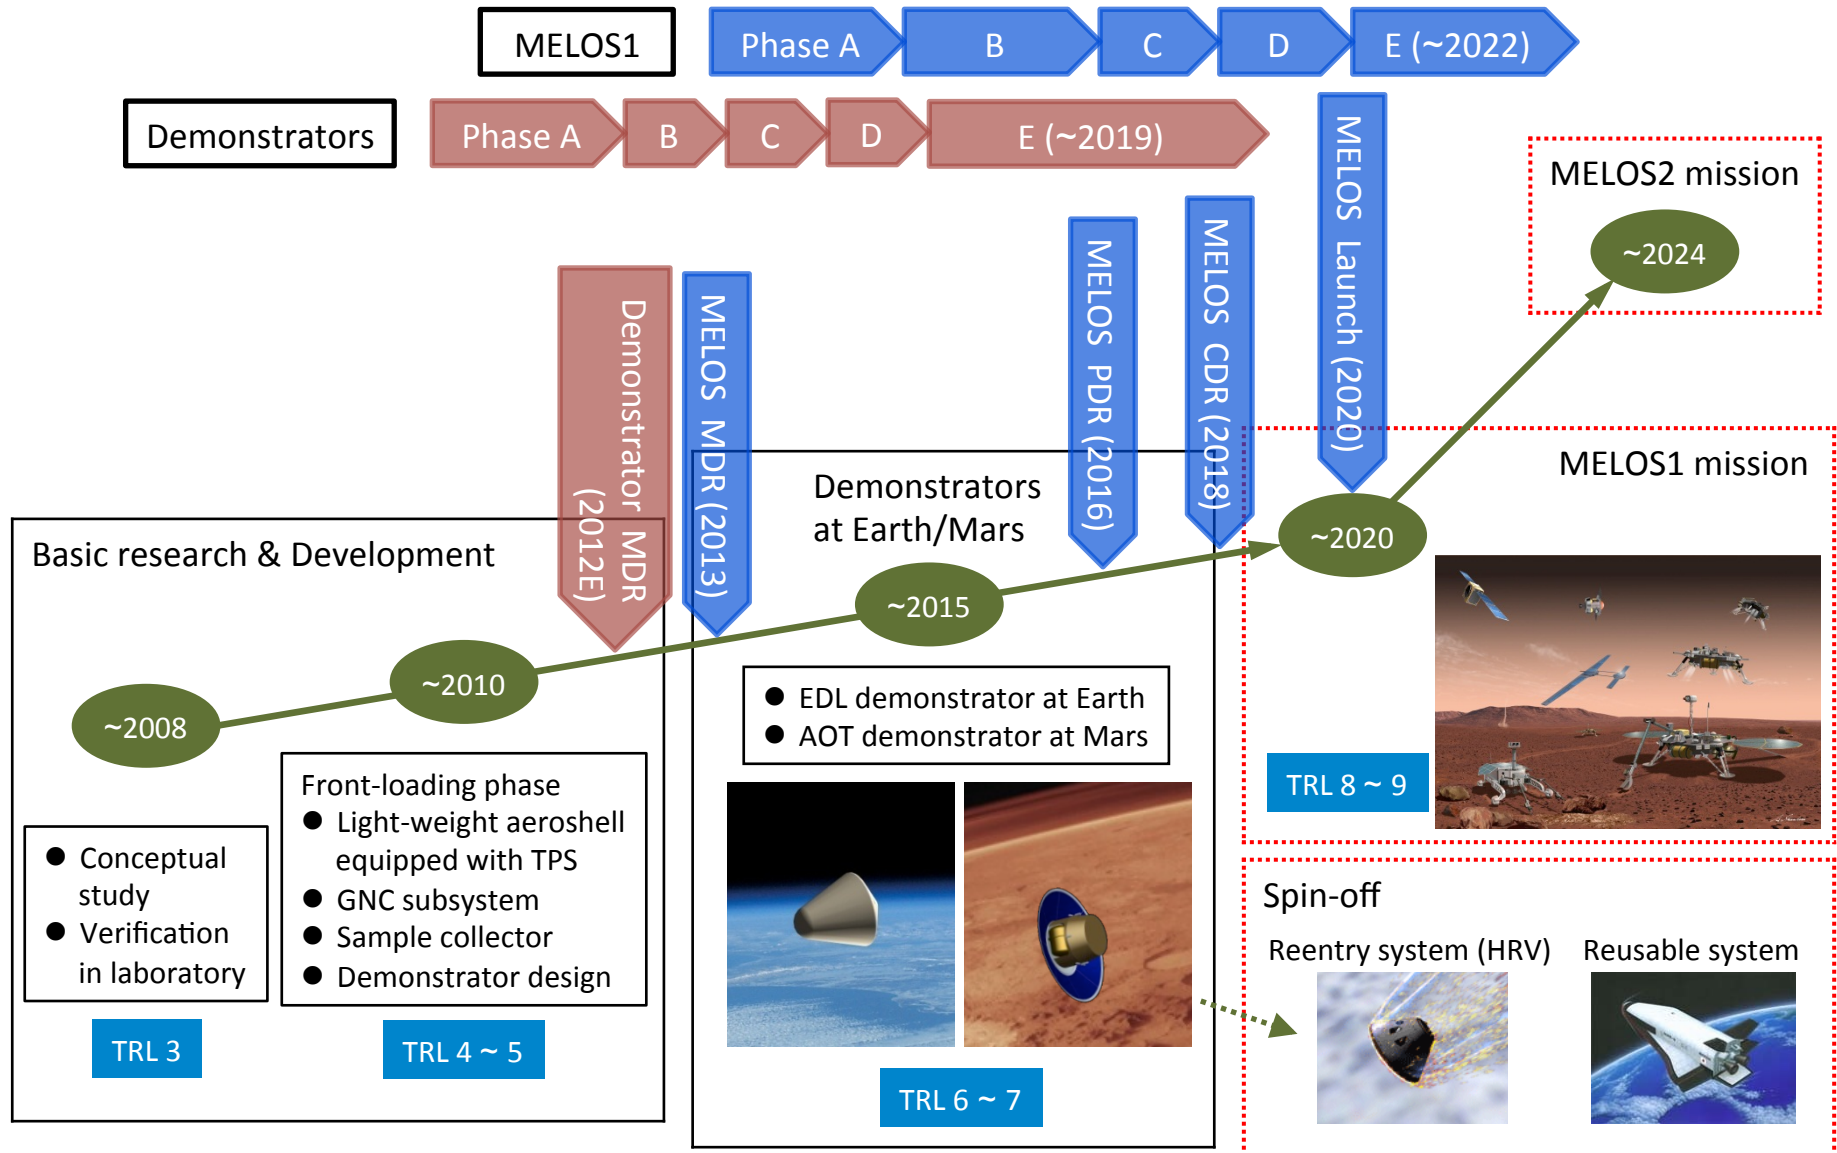 MELOS1
Phase A
B
C
D
E (~2022)
Demonstrators
Phase A
B
C
D
E (~2019)
MELOS2 mission
~2024
Demonstrator MDR
(2012E)
MELOS MDR (2013)
MELOS PDR (2016)
MELOS CDR (2018)
MELOS Launch (2020)
Basic research & Development
~2008
~2010
Conceptual
study
Verification
in laboratory
TRL 3
Front-loading phase
Light-weight aeroshell
equipped with TPS
GNC subsystem
Sample collector
Demonstrator design
TRL 4 ~ 5
Demonstrators
at Earth/Mars
~2015
EDL demonstrator at Earth
AOT demonstrator at Mars
TRL 6 ~ 7
MELOS1 mission
~2020
TRL 8 ~ 9
Spin-off
Reentry system (HRV)
Reusable system